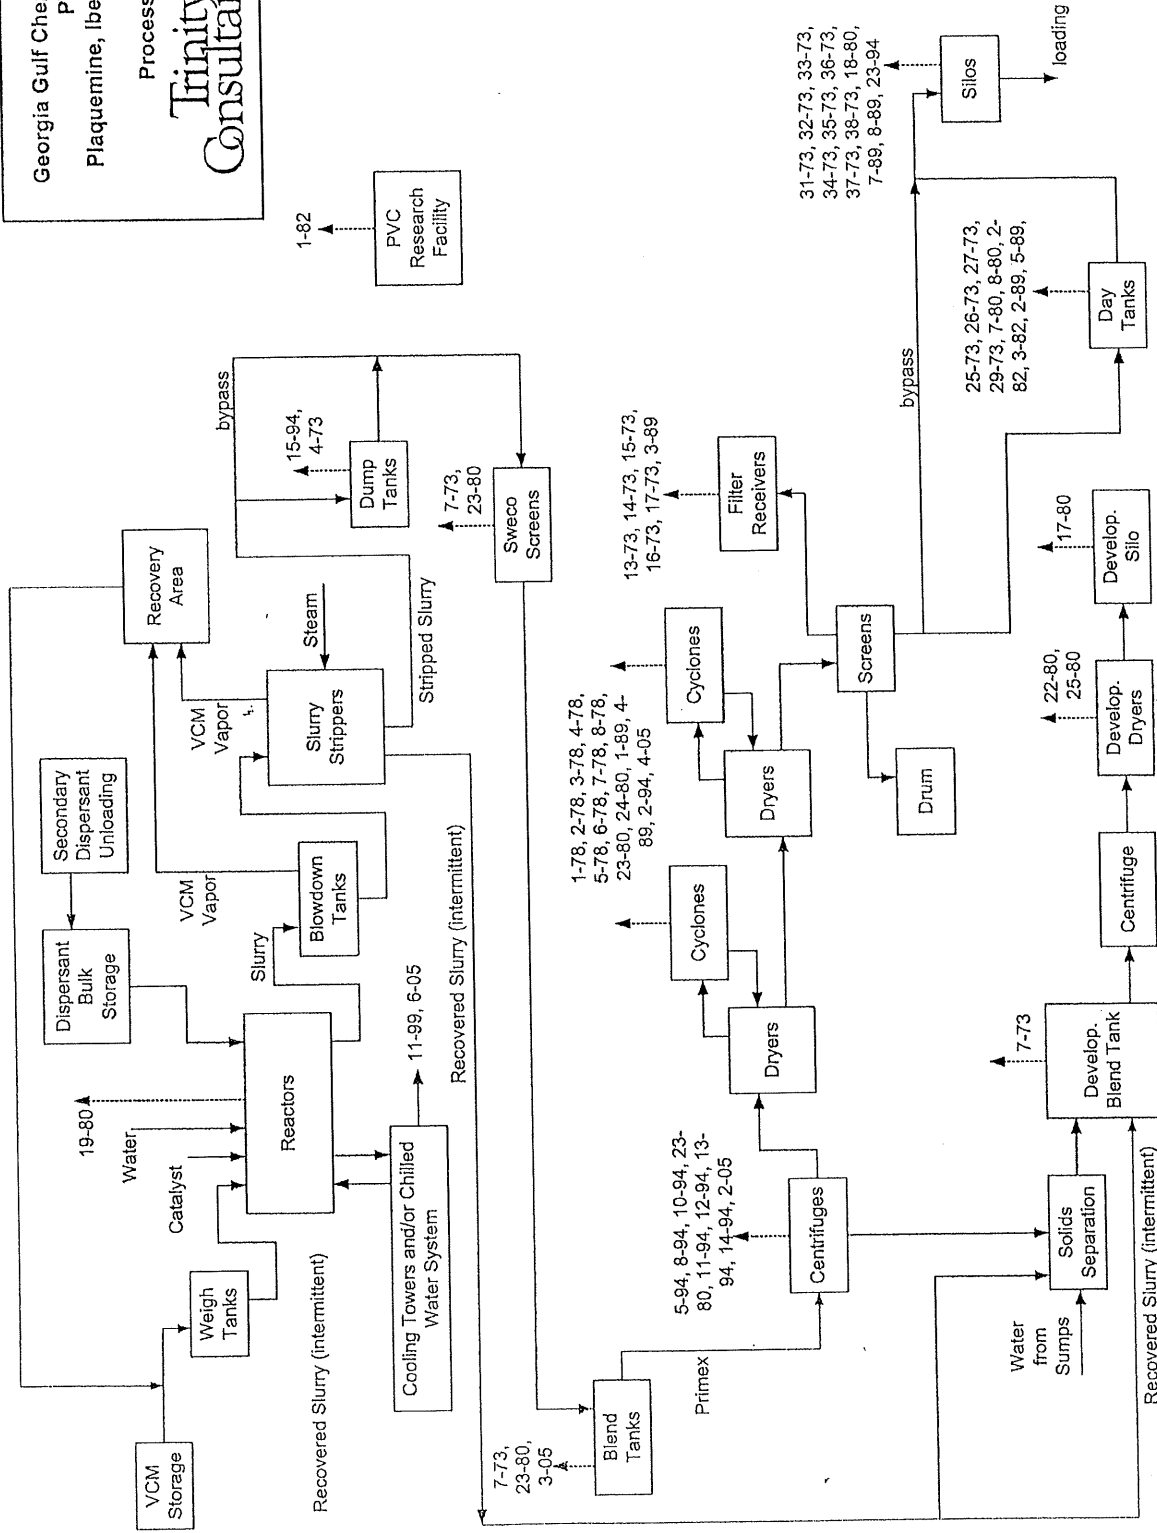 Georgia Gulf Che
P
Plaquemine, Ibe
Process
Trinity
Consultan
VCM
Storage
Weigh
Tanks
Catalyst
Water
19-80
Reactors
Dispersant
Bulk
Storage
Secondary
Dispersant
Unloading
Slurry
Blowdown
Tanks
VCM
Vapor
VCM
Vapor
Slurry
Strippers
Steam
Recovery
Area
Stripped Slurry
bypass
15-94,
4-73
Dump
Tanks
7-73,
23-80
Sweco
Screens
1-82
PVC
Research
Facility
Recovered Slurry (intermittent)
Cooling Towers and/or Chilled
Water System
11-99, 6-05
Recovered Slurry (intermittent)
7-73,
23-80,
3-05
Blend
Tanks
Primex
5-94, 8-94, 10-94, 23-
80, 11-94, 12-94, 13-
94, 14-94, 2-05
Centrifuges
Dryers
Cyclones
1-78, 2-78, 3-78, 4-78,
5-78, 6-78, 7-78, 8-78,
23-80, 24-80, 1-89, 4-
89, 2-94, 4-05
Dryers
Cyclones
13-73, 14-73, 15-73,
16-73, 17-73, 3-89
Filter
Receivers
Screens
Drum
bypass
31-73, 32-73, 33-73,
34-73, 35-73, 36-73,
37-73, 38-73, 18-80,
7-89, 8-89, 23-94
Silos
loading
25-73, 26-73, 27-73,
29-73, 7-80, 8-80, 2-
82, 3-82, 2-89, 5-89,
Day
Tanks
Water
from
Sumps
Solids
Separation
7-73
Develop.
Blend Tank
Centrifuge
22-80,
25-80
Develop.
Dryers
17-80
Develop.
Silo
Recovered Slurry (intermittent)